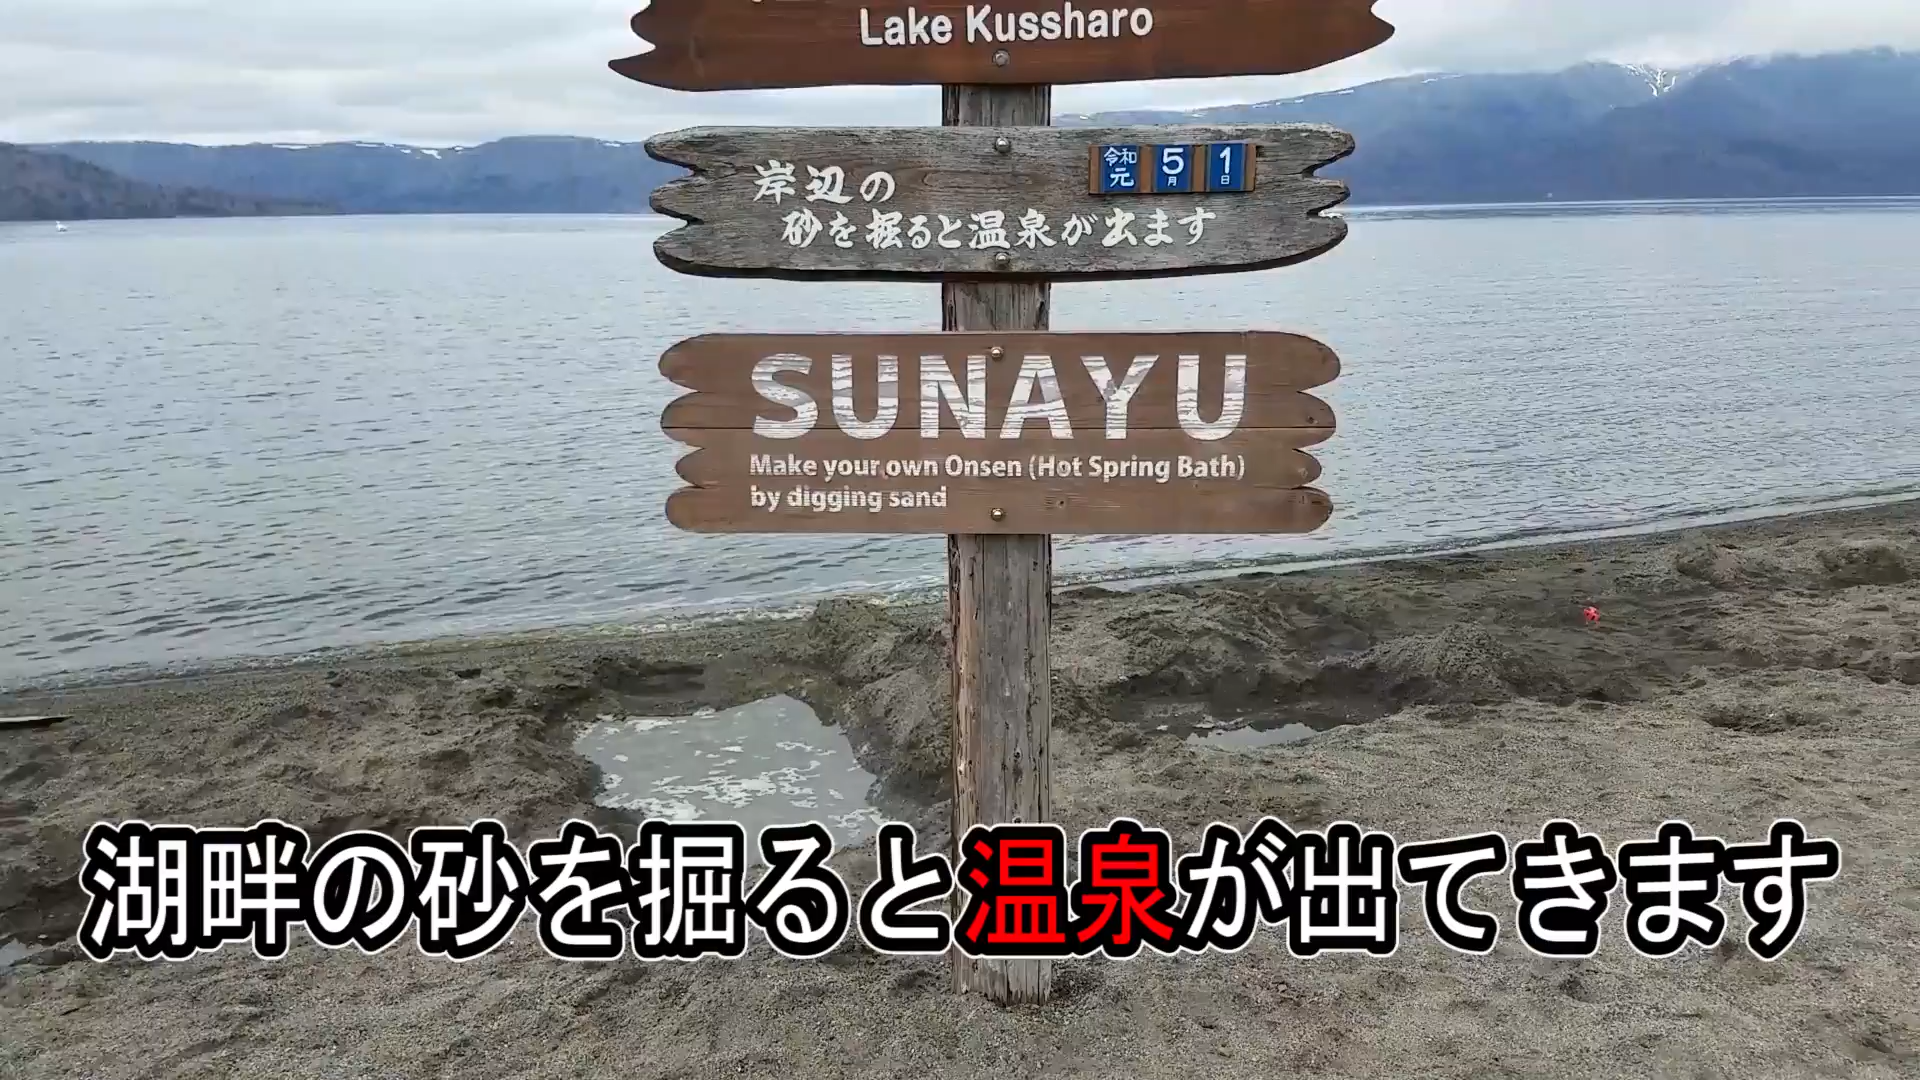 Lake Kussharo
令和
元
5
月
1
日
岸辺の
砂を掘ると温泉が出ます
SUNAYU
Make your own Onsen (Hot Spring Bath)
by digging sand
湖畔の砂を掘ると温泉が出てきます